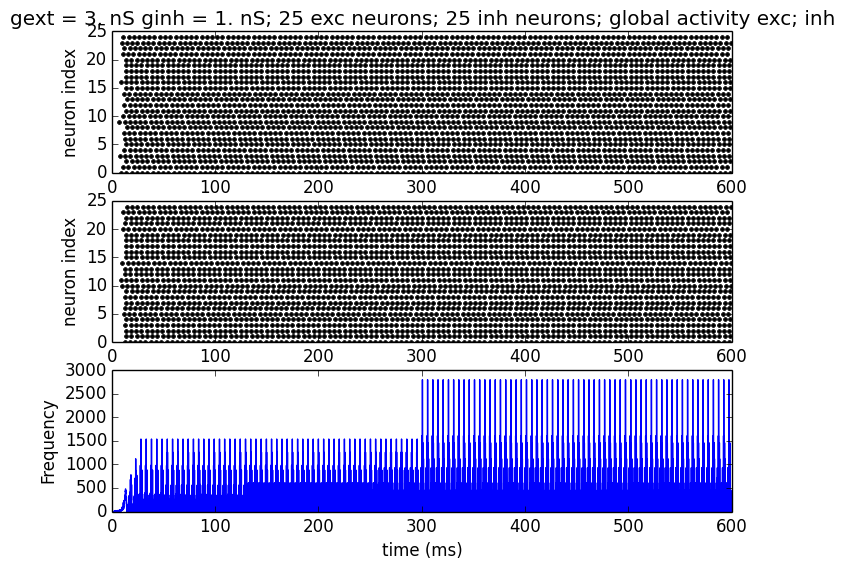 gext = 3. nS ginh = 1. nS; 25 exc neurons; 25 inh neurons; global activity exc; inh
25
20
15
10
5
0
neuron index
0 100 200 300 400 500 600
25
20
15
10
5
0
neuron index
0 100 200 300 400 500 600
3000
2500
2000
1500
1000
500
0
Frequency
0 100 200 300 400 500 600
time (ms)